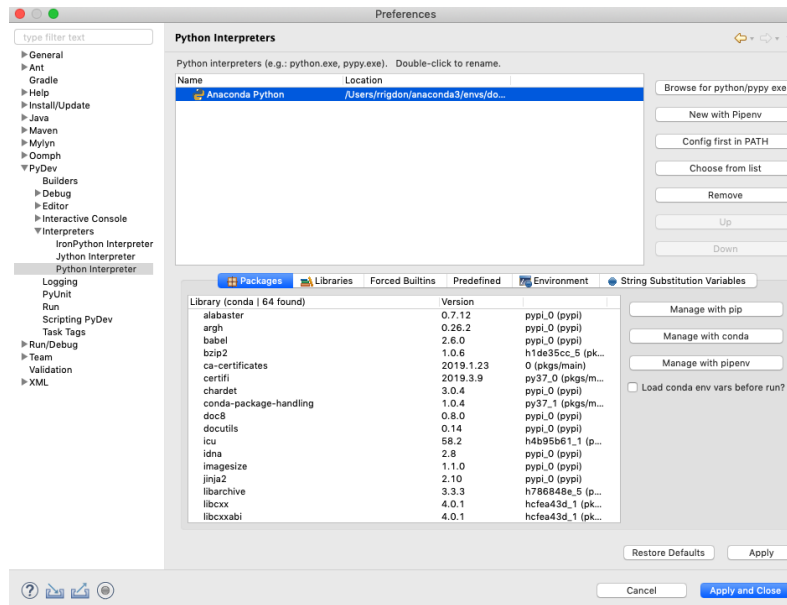 Preferences
type filter text
General
Ant
Gradle
Help
Install/Update
Java
Maven
Mylyn
Oomph
PyDev
Builders
Debug
Editor
Interactive Console
Interpreters
IronPython Interpreter
Jython Interpreter
Python Interpreter
Logging
PyUnit
Run
Scripting PyDev
Task Tags
Run/Debug
Team
Validation
XML
Python Interpreters
Python interpreters (e.g.: python.exe, pypy.exe). Double-click to rename.
Name Location
Anaconda Python /Users/rrigdon/anaconda3/envs/do...
Browse for python/pypy exe
New with Pipenv
Config first in PATH
Choose from list
Remove
Up
Down
Packages Libraries Forced Builtins Predefined Environment String Substitution Variables
Library (conda | 64 found) Version
alabaster 0.7.12 pypi_0 (pypi)
argh 0.26.2 pypi_0 (pypi)
babel 2.6.0 pypi_0 (pypi)
bzip2 1.0.6 h1de35cc_5 (pk...
ca-certificates 2019.1.23 0 (pkgs/main)
certifi 2019.3.9 py37_0 (pkgs/m...
chardet 3.0.4 pypi_0 (pypi)
conda-package-handling 1.0.4 py37_1 (pkgs/m...
doc8 0.8.0 pypi_0 (pypi)
docutils 0.14 pypi_0 (pypi)
icu 58.2 h4b95b61_1 (p...
idna 2.8 pypi_0 (pypi)
imagesize 1.1.0 pypi_0 (pypi)
jinja2 2.10 pypi_0 (pypi)
libarchive 3.3.3 h786848e_5 (p...
libcxx 4.0.1 hcfea43d_1 (pk...
libcxxabi 4.0.1 hcfea43d_1 (pk...
Manage with pip
Manage with conda
Manage with pipenv
Load conda env vars before run?
Restore Defaults Apply
Cancel Apply and Close